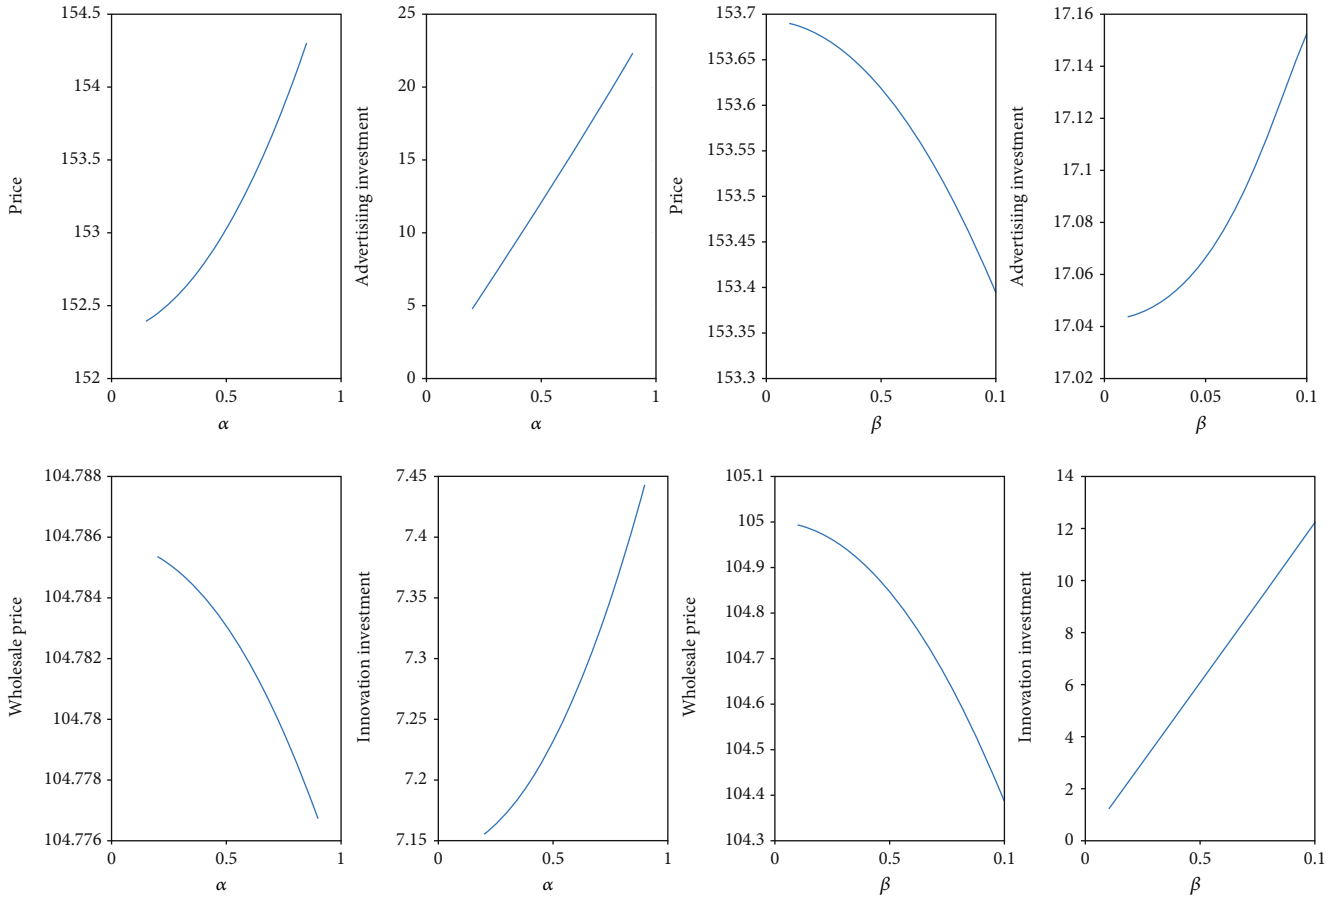 154.5
154
153.5
153
152.5
152
Price
0 0.5 1
α
25
20
15
10
5
0
Advertisiing investment
0 0.5 1
α
153.7
153.65
153.6
153.55
153.5
153.45
153.4
153.35
153.3
Price
0 0.5 0.1
β
17.16
17.14
17.12
17.1
17.08
17.06
17.04
17.02
Advertisiing investment
0 0.05 0.1
β
104.788
104.786
104.784
104.782
104.78
104.778
104.776
Wholesale price
0 0.5 1
α
7.45
7.4
7.35
7.3
7.25
7.2
7.15
Innovation investment
0 0.5 1
α
105.1
105
104.9
104.8
104.7
104.6
104.5
104.4
104.3
Wholesale price
0 0.5 0.1
β
14
12
10
8
6
4
2
0
Innovation investment
0 0.5 0.1
β